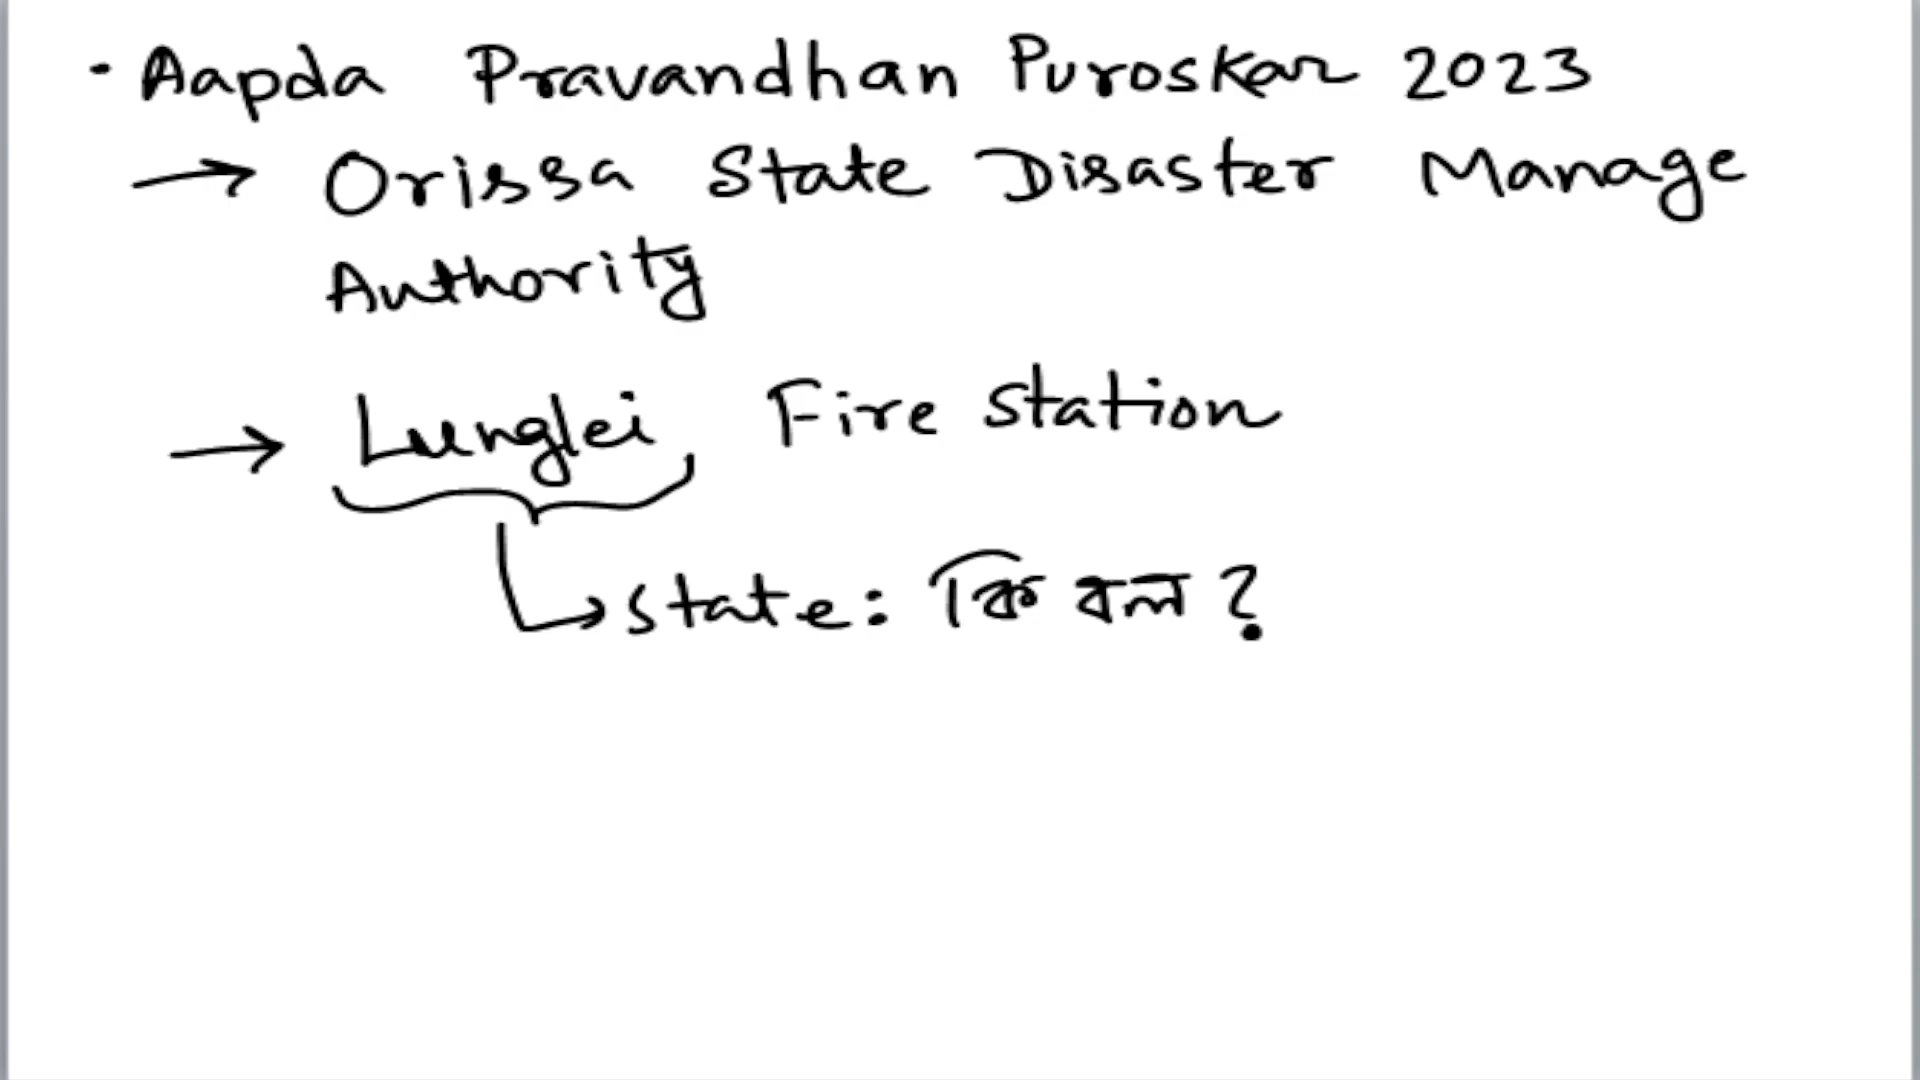 · Aapda Pravandhan Puroskar 2023
→ Orissa State Disaster Manage
Authority
→ Lunglei Fire Station
↳ state: কি বল ?